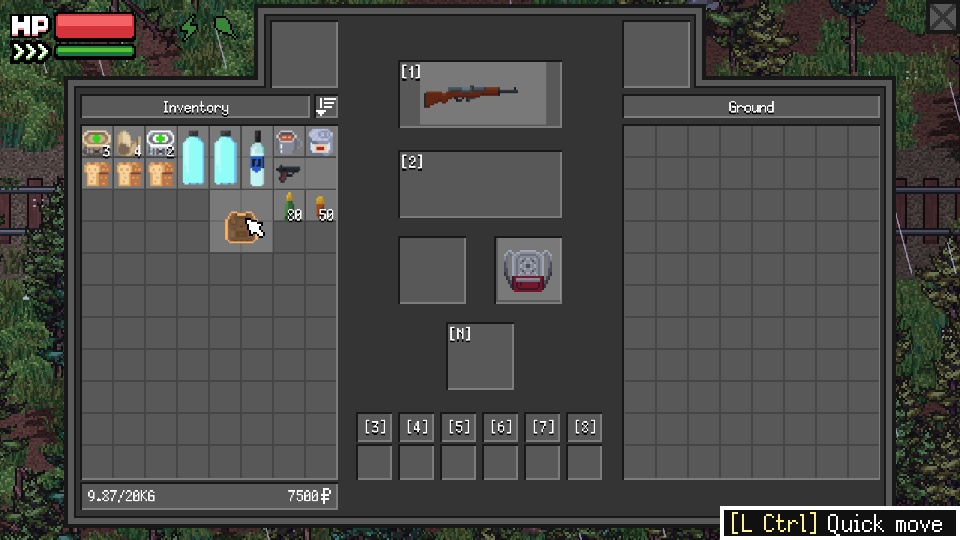 HP
[1]
Inventory
Ground
3
4
2
[2]
80
50
[N]
[3] [4] [5] [6] [7] [8]
9.87/20KG
7500₽
[L Ctrl] Quick move